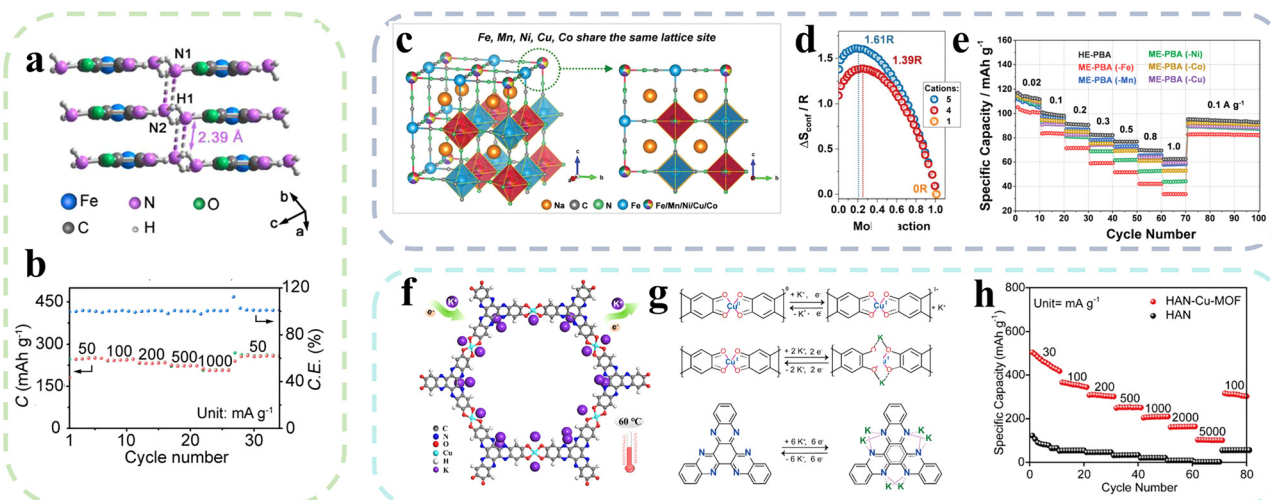 a
N1
H1
N2
2.39 Å
Fe
N
O
C
H
b
c
a
b
450
300
150
0
120
80
40
0
C (mAh g⁻¹)
C.E. (%)
50
100
200
500
1000
50
Unit: mA g⁻¹
1
10
20
30
Cycle number
c
Fe, Mn, Ni, Cu, Co share the same lattice site
c
b
c
b
Na
C
N
Fe
Fe/Mn/Ni/Cu/Co
d
1.61R
1.39R
ΔSconf / R
1.5
1.0
0.5
0.0
Cations:
5
4
1
0R
0.0 0.2 0.4 0.6 0.8 1.0
e
Specific Capacity / mAh g⁻¹
160
140
120
100
80
60
40
20
HE-PBA
ME-PBA (-Fe)
ME-PBA (-Mn)
ME-PBA (-Ni)
ME-PBA (-Co)
ME-PBA (-Cu)
0.02
0.1
0.2
0.3
0.5
0.8
1.0
0.1 A g⁻¹
0 10 20 30 40 50 60 70 80 90 100
Cycle Number
f
K⁺
e⁻
K⁺
e⁻
C
N
O
Cu
H
K
60 °C
g
+ K⁺, e⁻
- K⁺, e⁻
+ K⁺
+ 2 K⁺, 2 e⁻
- 2 K⁺, 2 e⁻
+ 6 K⁺, 6 e⁻
- 6 K⁺, 6 e⁻
h
Specific Capacity (mAh g⁻¹)
800
600
400
200
0
Unit= mA g⁻¹
HAN-Cu-MOF
HAN
30
100
200
500
1000
2000
5000
100
0
20
40
60
80
Cycle Number